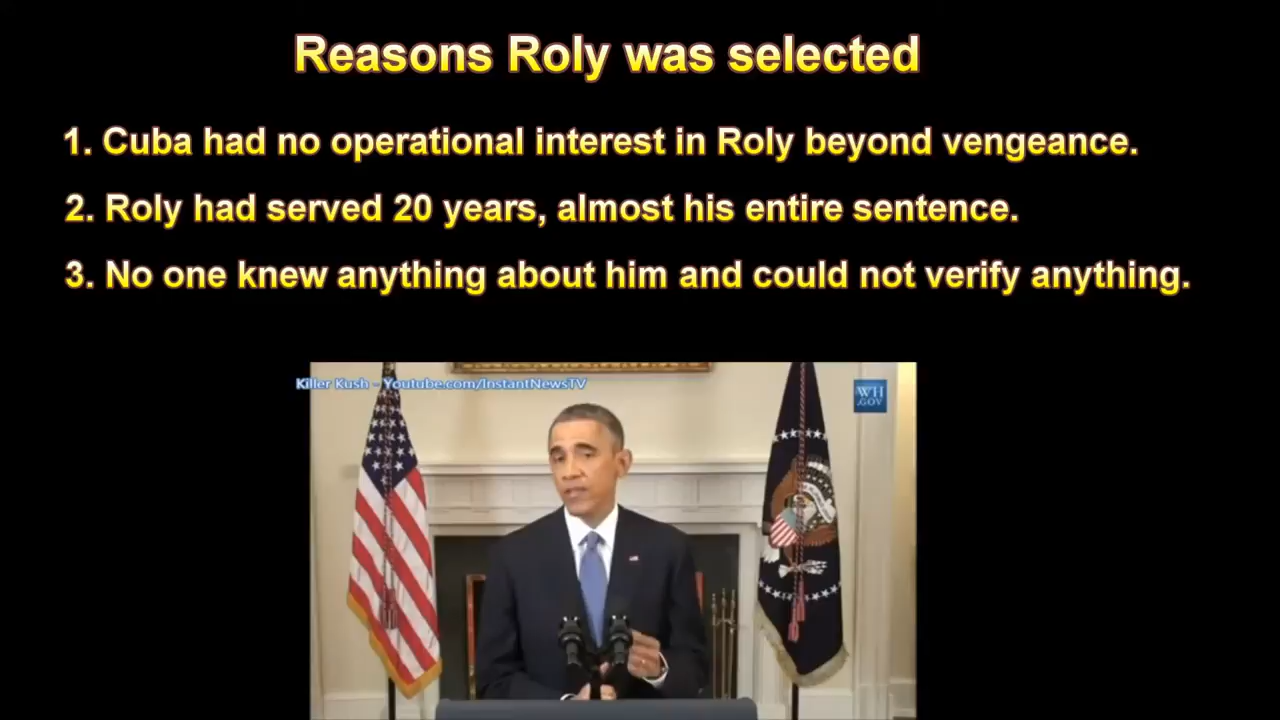 Reasons Roly was selected
1. Cuba had no operational interest in Roly beyond vengeance.
2. Roly had served 20 years, almost his entire sentence.
3. No one knew anything about him and could not verify anything.
Killer Kush - Youtube.com/InstantNewsTV
WH
.GOV